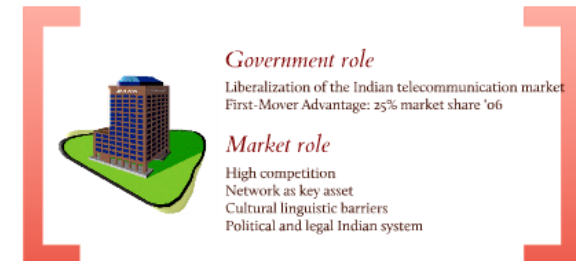 Government role
Liberalization of the Indian telecommunication market
First-Mover Advantage: 25% market share '06
Market role
High competition
Network as key asset
Cultural linguistic barriers
Political and legal Indian system